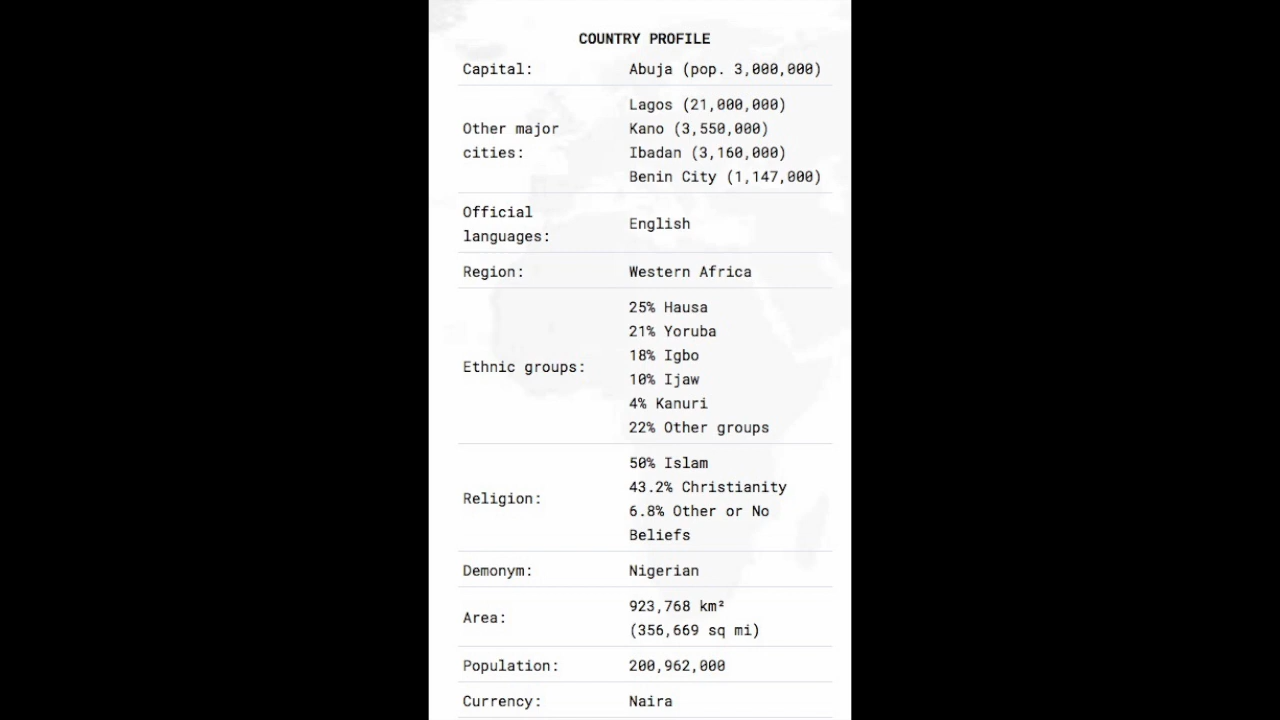 COUNTRY PROFILE
Capital: Abuja (pop. 3,000,000)
Other major cities: Lagos (21,000,000)
Kano (3,550,000)
Ibadan (3,160,000)
Benin City (1,147,000)
Official languages: English
Region: Western Africa
Ethnic groups: 25% Hausa
21% Yoruba
18% Igbo
10% Ijaw
4% Kanuri
22% Other groups
Religion: 50% Islam
43.2% Christianity
6.8% Other or No
Beliefs
Demonym: Nigerian
Area: 923,768 km²
(356,669 sq mi)
Population: 200,962,000
Currency: Naira